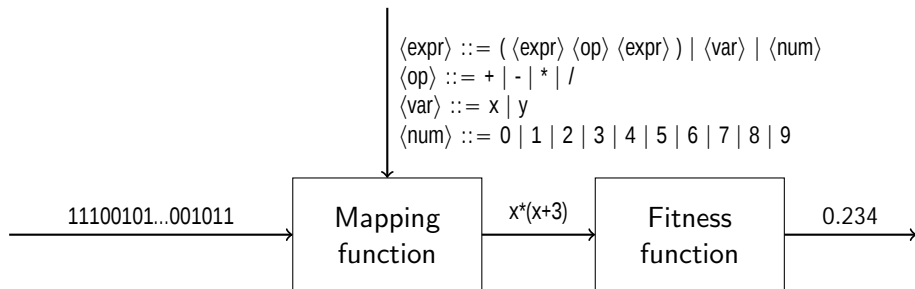 ⟨expr⟩ ::= ( ⟨expr⟩ ⟨op⟩ ⟨expr⟩ ) | ⟨var⟩ | ⟨num⟩
⟨op⟩ ::= + | - | * | /
⟨var⟩ ::= x | y
⟨num⟩ ::= 0 | 1 | 2 | 3 | 4 | 5 | 6 | 7 | 8 | 9
11100101...001011
Mapping
function
x*(x+3)
Fitness
function
0.234